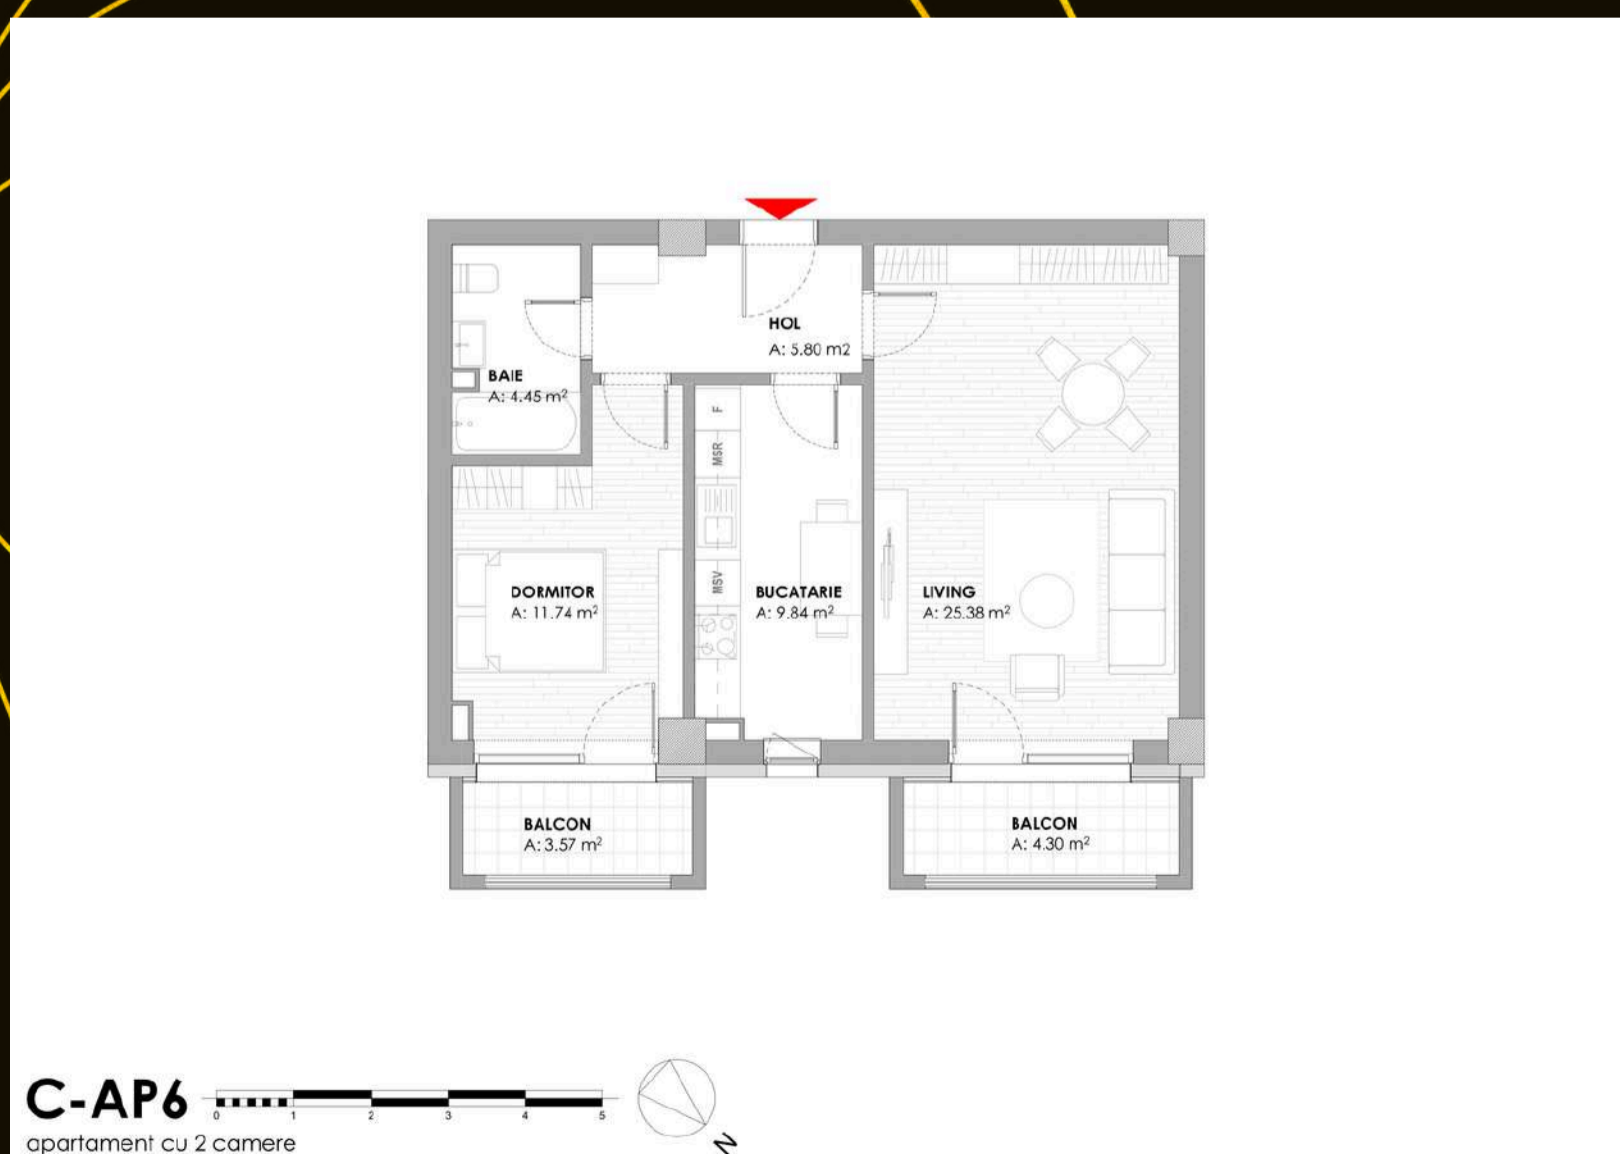 HOL
A: 5.80 m2
BAIE
A: 4.45 m²
F
MSR
MSV
DORMITOR
A: 11.74 m²
BUCATARIE
A: 9.84 m²
LIVING
A: 25.38 m²
BALCON
A: 3.57 m²
BALCON
A: 4.30 m²
C-AP6
0 1 2 3 4 5
N
apartament cu 2 camere